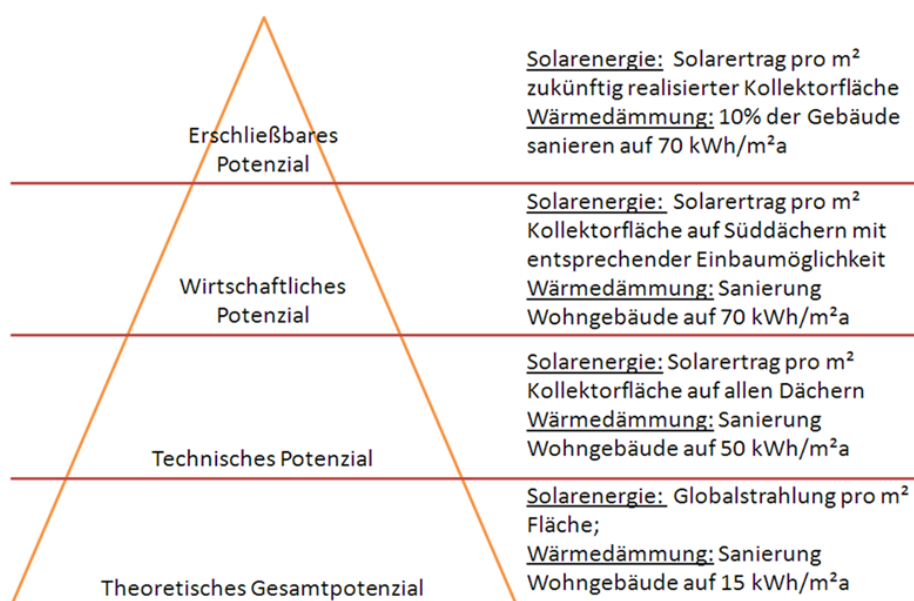 Solarenergie: Solarertrag pro m²
zukünftig realisierter Kollektorfläche
Wärmedämmung: 10% der Gebäude
sanieren auf 70 kWh/m²a
Erschließbares
Potenzial
Solarenergie: Solarertrag pro m²
Kollektorfläche auf Süddächern mit
entsprechender Einbaumöglichkeit
Wärmedämmung: Sanierung
Wohngebäude auf 70 kWh/m²a
Wirtschaftliches
Potenzial
Solarenergie: Solarertrag pro m²
Kollektorfläche auf allen Dächern
Wärmedämmung: Sanierung
Wohngebäude auf 50 kWh/m²a
Technisches Potenzial
Solarenergie: Globalstrahlung pro m²
Fläche;
Wärmedämmung: Sanierung
Wohngebäude auf 15 kWh/m²a
Theoretisches Gesamtpotenzial